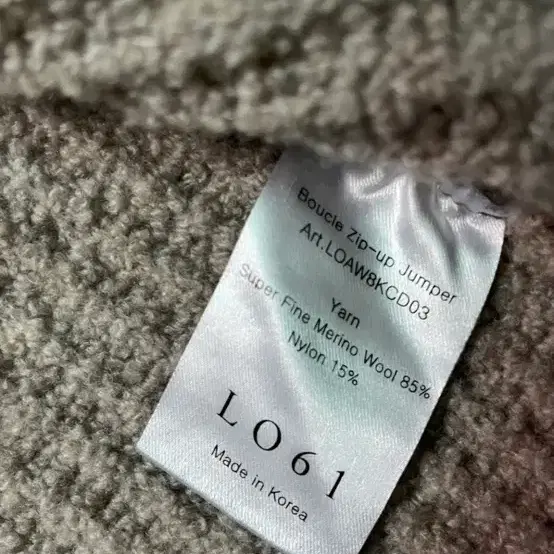 Boucle Zip-up Jumper
Art.LOAW8KCD03
Yarn
Super Fine Merino Wool 85%
Nylon 15%
LO61
Made in Korea